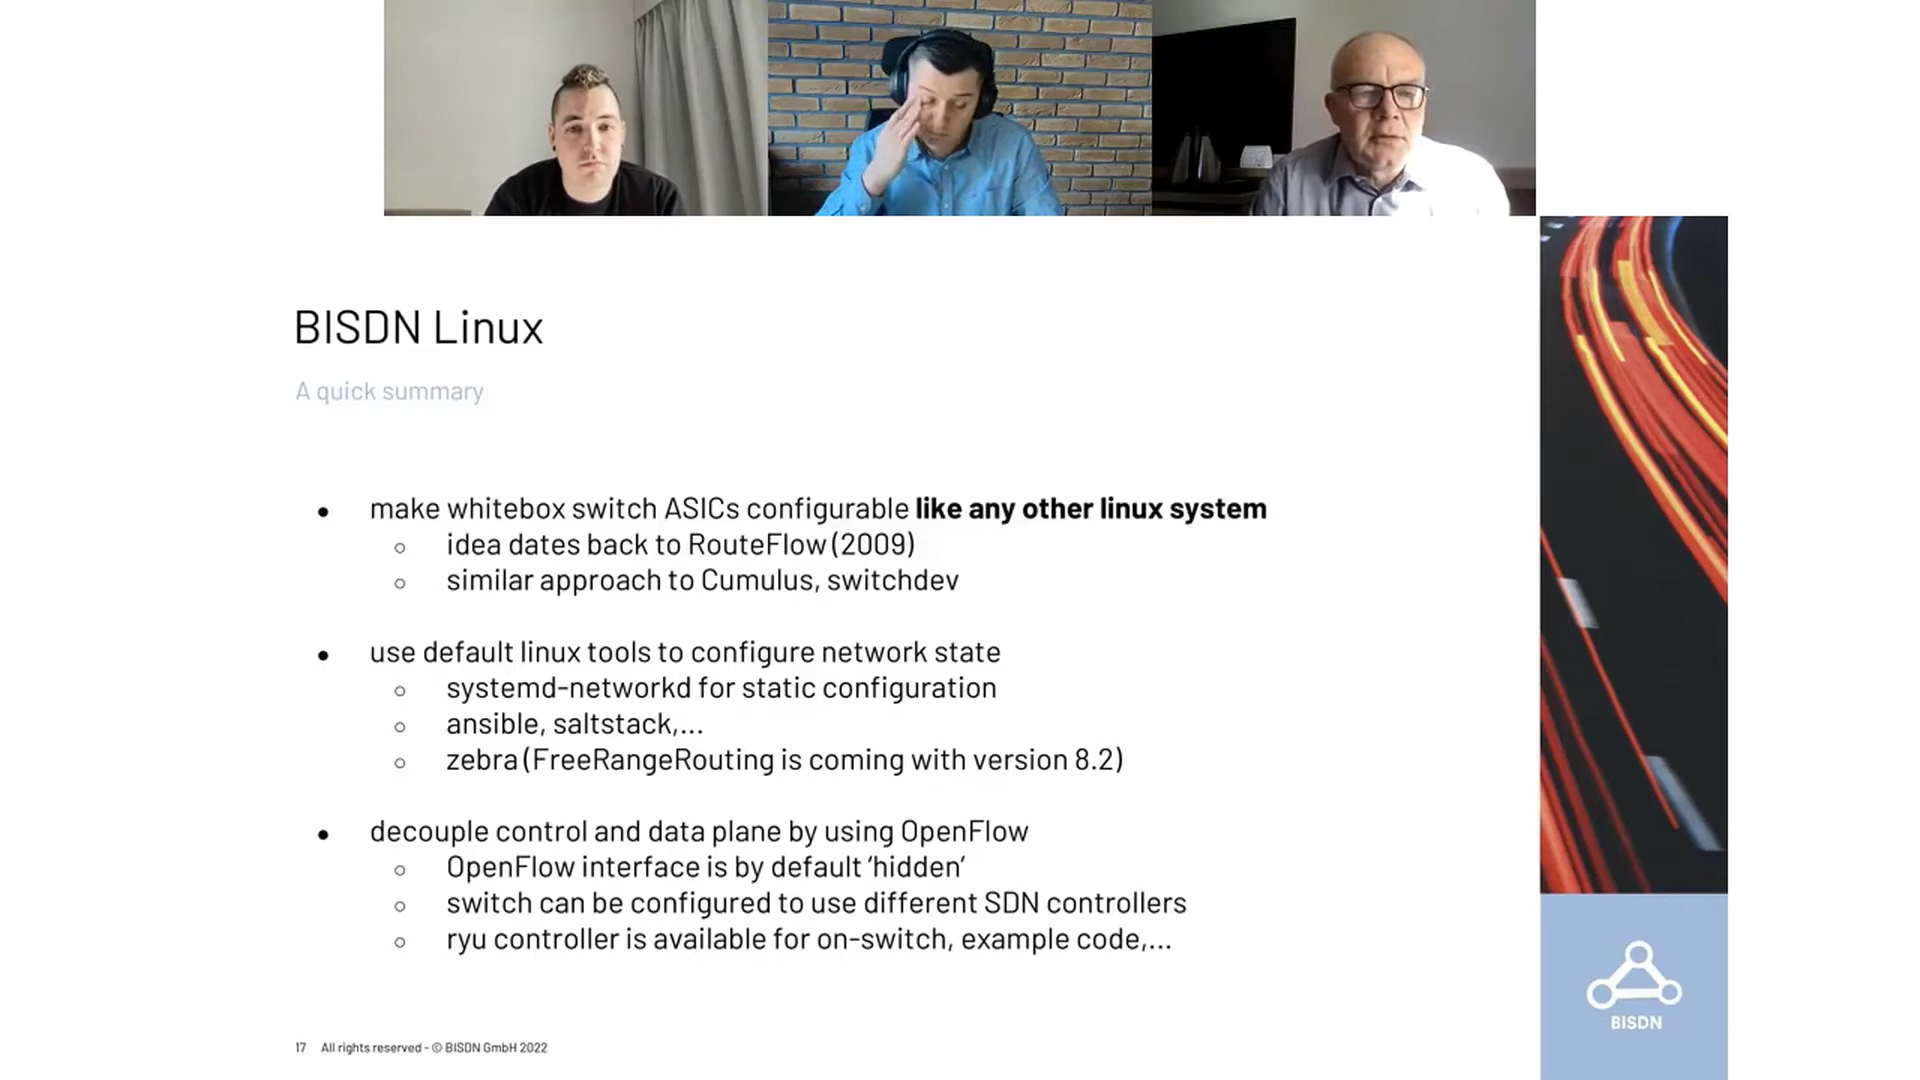 BISDN Linux
A quick summary
● make whitebox switch ASICs configurable like any other linux system
○ idea dates back to RouteFlow (2009)
○ similar approach to Cumulus, switchdev
● use default linux tools to configure network state
○ systemd-networkd for static configuration
○ ansible, saltstack,...
○ zebra (FreeRangeRouting is coming with version 8.2)
● decouple control and data plane by using OpenFlow
○ OpenFlow interface is by default ‘hidden’
○ switch can be configured to use different SDN controllers
○ ryu controller is available for on-switch, example code,...
BISDN
17 All rights reserved - © BISDN GmbH 2022